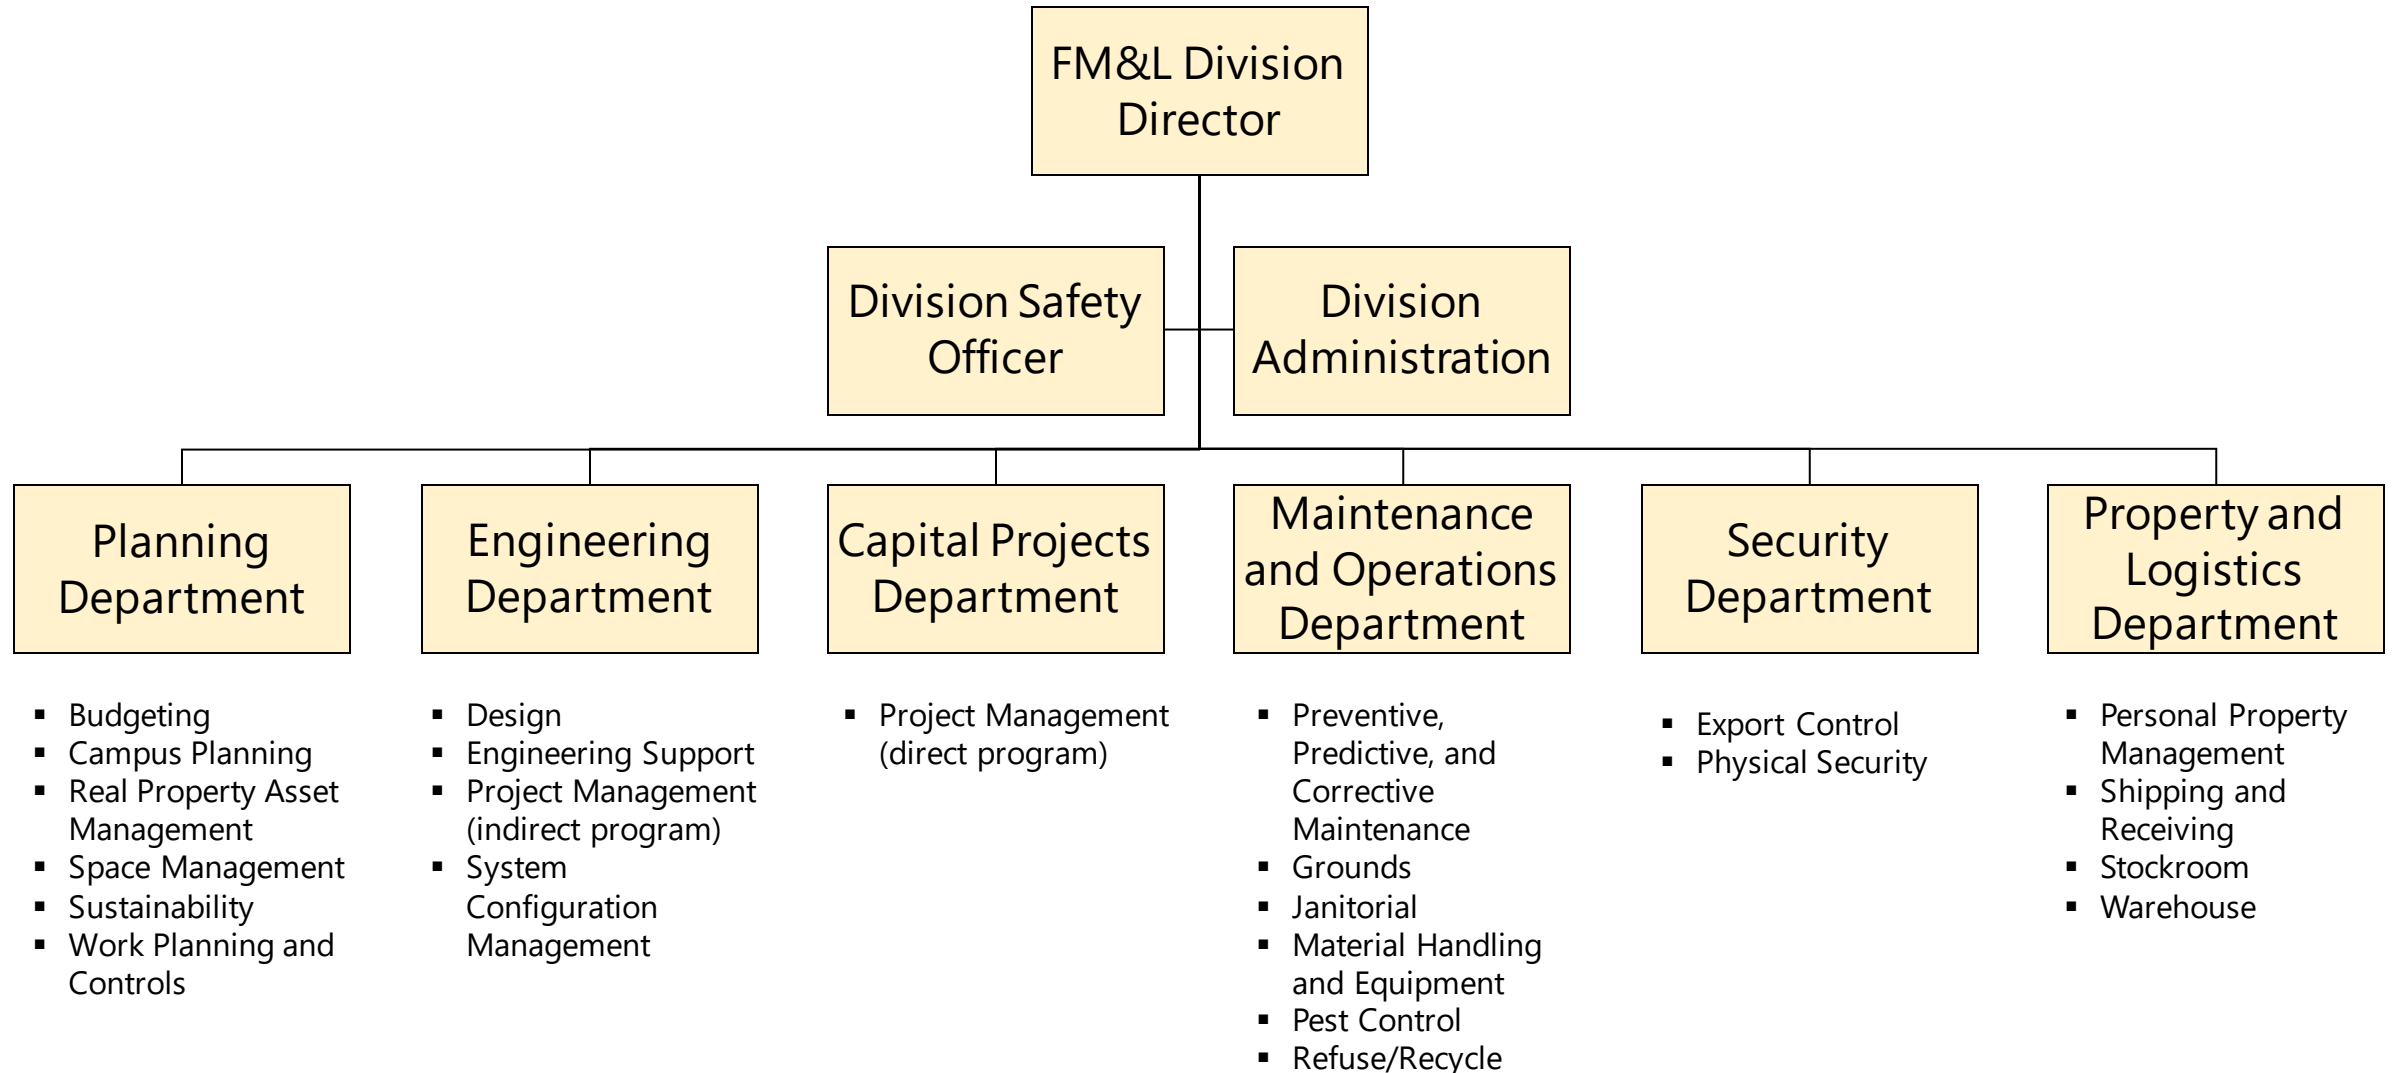 FM&L Division
Director
Division Safety
Officer
Division
Administration
Planning
Department
Engineering
Department
Capital Projects
Department
Maintenance
and Operations
Department
Security
Department
Property and
Logistics
Department
▪ Budgeting
▪ Campus Planning
▪ Real Property Asset
Management
▪ Space Management
▪ Sustainability
▪ Work Planning and
Controls
▪ Design
▪ Engineering Support
▪ Project Management
(indirect program)
▪ System
Configuration
Management
▪ Project Management
(direct program)
▪ Preventive,
Predictive, and
Corrective
Maintenance
▪ Grounds
▪ Janitorial
▪ Material Handling
and Equipment
▪ Pest Control
▪ Refuse/Recycle
▪ Export Control
▪ Physical Security
▪ Personal Property
Management
▪ Shipping and
Receiving
▪ Stockroom
▪ Warehouse